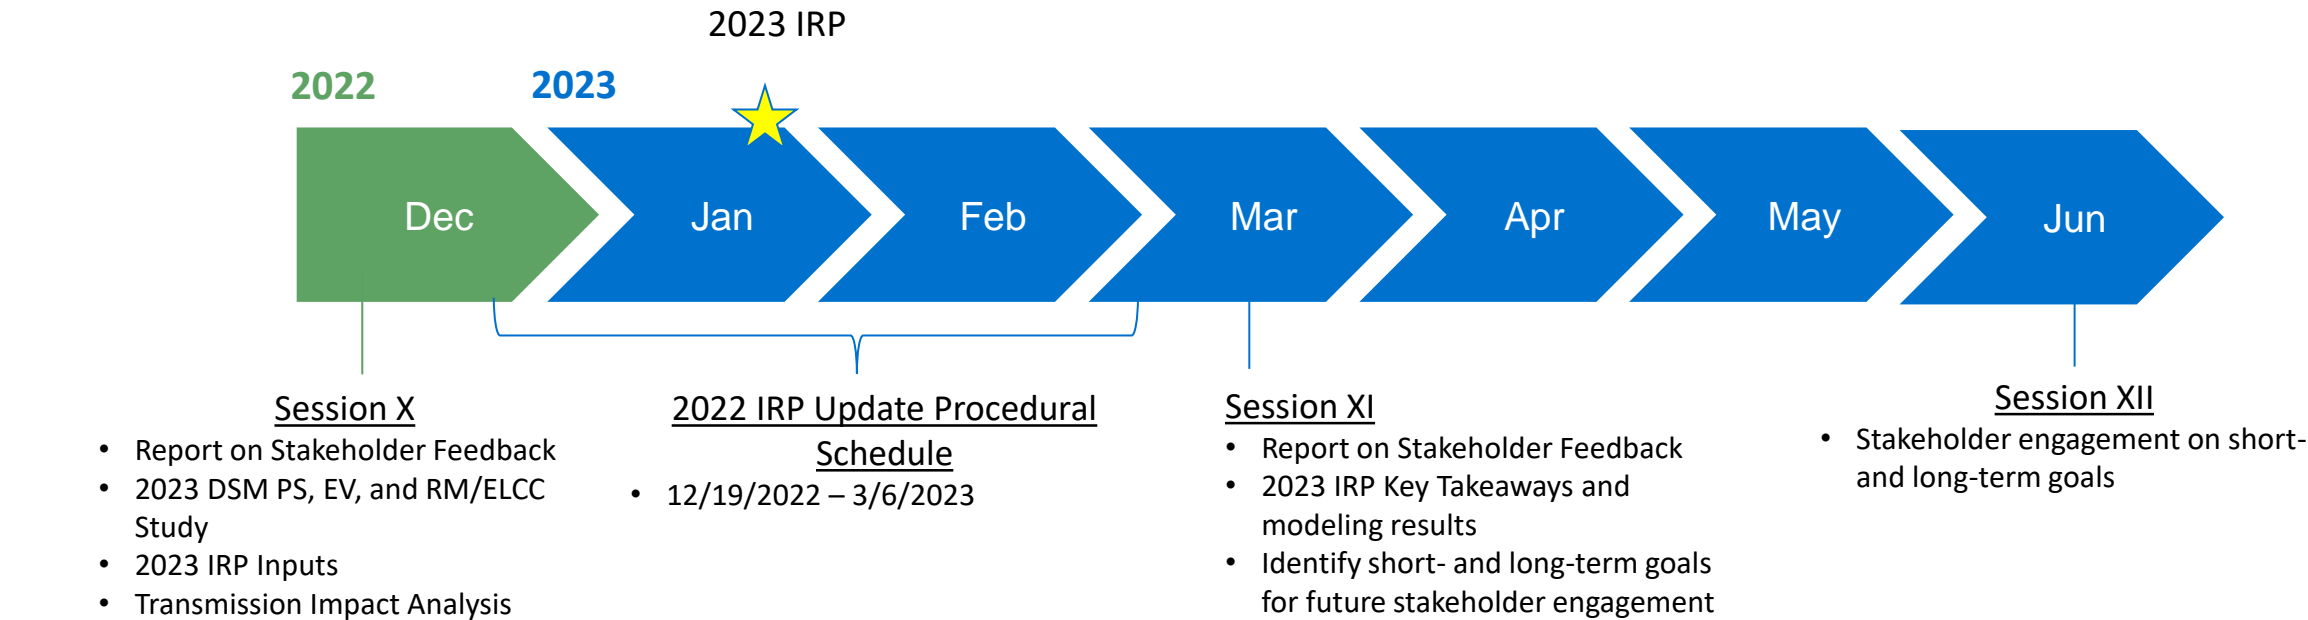 2023 IRP
2022
2023
Dec
Jan
Feb
Mar
Apr
May
Jun
Session X
• Report on Stakeholder Feedback
• 2023 DSM PS, EV, and RM/ELCC
Study
• 2023 IRP Inputs
• Transmission Impact Analysis
2022 IRP Update Procedural
Schedule
• 12/19/2022 – 3/6/2023
Session XI
• Report on Stakeholder Feedback
• 2023 IRP Key Takeaways and
modeling results
• Identify short- and long-term goals
for future stakeholder engagement
Session XII
• Stakeholder engagement on short-
and long-term goals